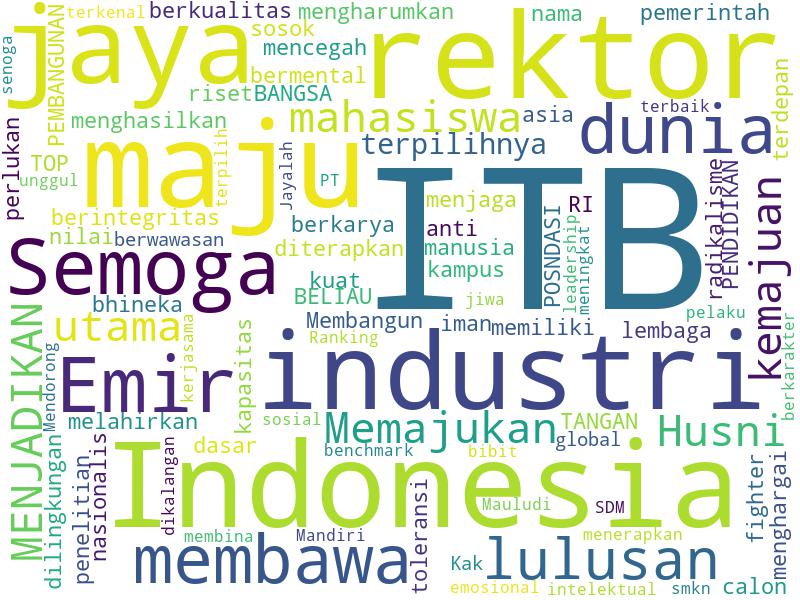 terkenal berkualitas mengharumkan nama pemerintah
jaya sosok rektor
senoga PEMBANGUNAN mencegah
bermental
riset BANGSA
menghasilkan mahasiswa asia terbaik
dunia terdepan
perlukan TOP maju terpilih Jayalah terpilihnya
unggul PT ITB menjaga RI radikalisme PENDIDIKAN kemajuan
berintegritas berkarya anti POSNDASI leadership meningkat
nilai berwawasan diterapkan manusia
Semoga kuat kampus
bhineka BELIAU jiwa pelaku
MENJADIKAN utama kerjasama Membangun iman memiliki lembaga
Mendorong Emir kapasitas Ranking industri berkarakter
melahirkan sosial Memajukan TANGAN Husni
dilingkungan penelitian nasionalis dikalangan dasar benchmark global bibit
Indonesia fighter menghargai
Mauludi SDM
membina Mandiri toleransi menerapkan
membawa Kak lulusan
emosional intelektual smkn calon